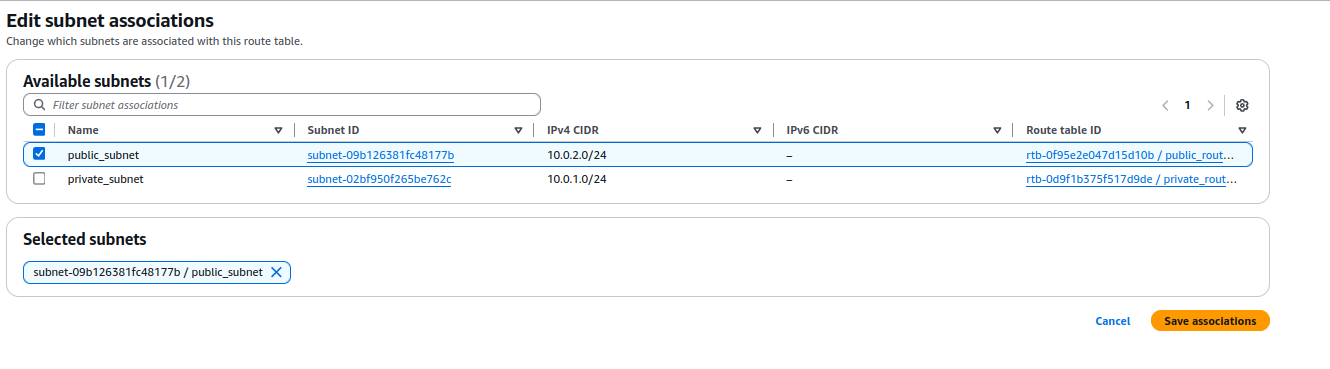 Edit subnet associations
Change which subnets are associated with this route table.
Available subnets (1/2)
Filter subnet associations
1
Name Subnet ID IPv4 CIDR IPv6 CIDR Route table ID
public_subnet subnet-09b126381fc48177b 10.0.2.0/24 – rtb-0f95e2e047d15d10b / public_rout…
private_subnet subnet-02bf950f265be762c 10.0.1.0/24 – rtb-0d9f1b375f517d9de / private_rout…
Selected subnets
subnet-09b126381fc48177b / public_subnet
Cancel Save associations